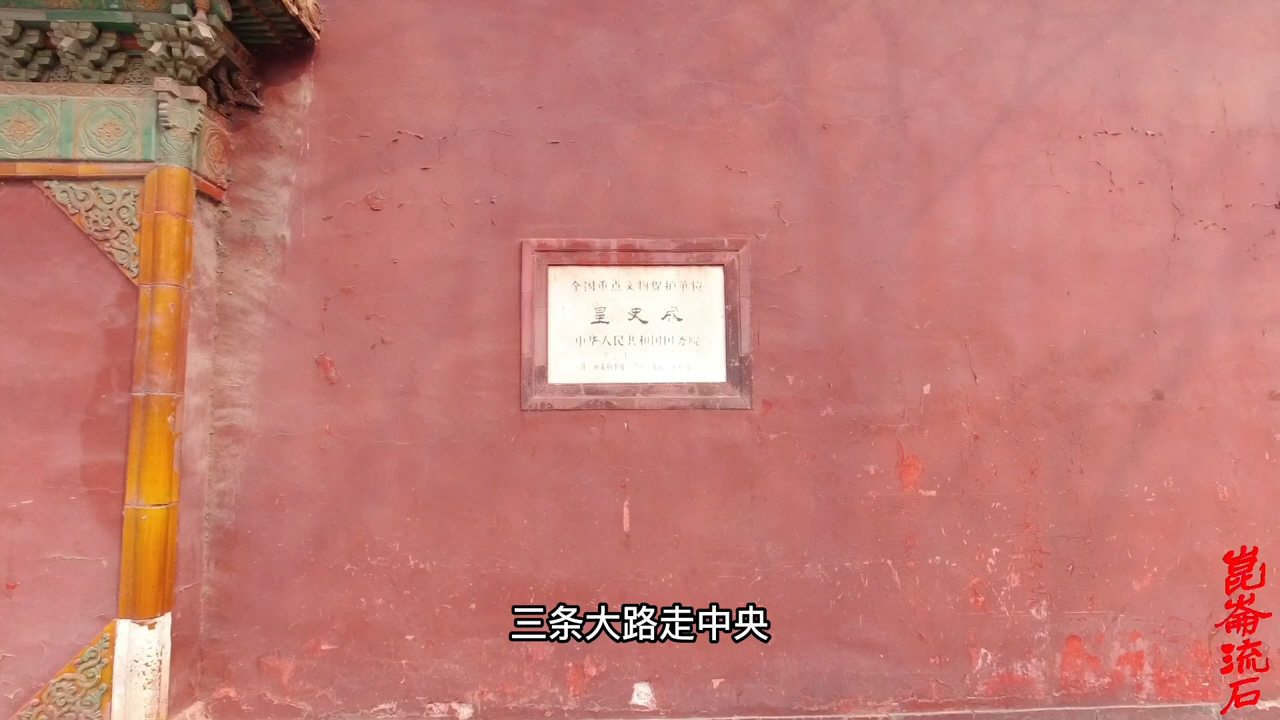 全国重点文物保护单位
皇史宬
中华人民共和国国务院
三条大路走中央
崑崙流石